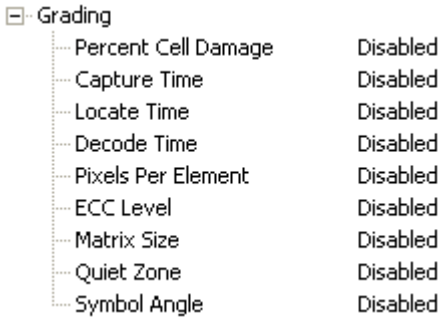 Grading
Percent Cell Damage Disabled
Capture Time Disabled
Locate Time Disabled
Decode Time Disabled
Pixels Per Element Disabled
ECC Level Disabled
Matrix Size Disabled
Quiet Zone Disabled
Symbol Angle Disabled